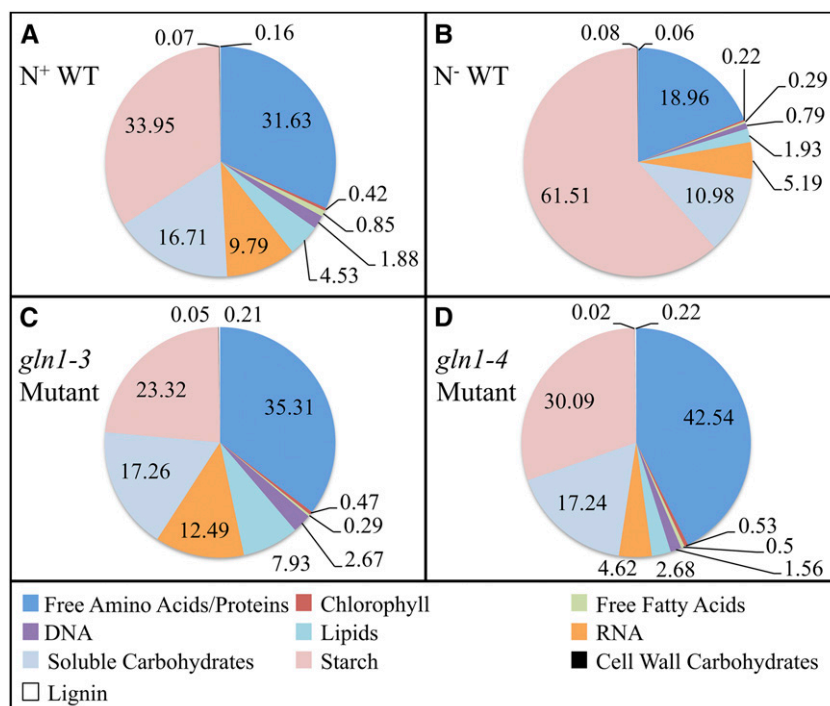 A
N+ WT
0.07
0.16
33.95
31.63
0.42
0.85
1.88
4.53
9.79
16.71
B
N- WT
0.08
0.06
0.22
0.29
0.79
1.93
5.19
18.96
10.98
61.51
C
gln1-3
Mutant
0.05
0.21
23.32
35.31
17.26
12.49
0.47
0.29
2.67
7.93
D
gln1-4
Mutant
0.02
0.22
30.09
42.54
17.24
0.53
0.5
1.56
2.68
4.62
Free Amino Acids/Proteins
Chlorophyll
Free Fatty Acids
DNA
Lipids
RNA
Soluble Carbohydrates
Starch
Cell Wall Carbohydrates
Lignin